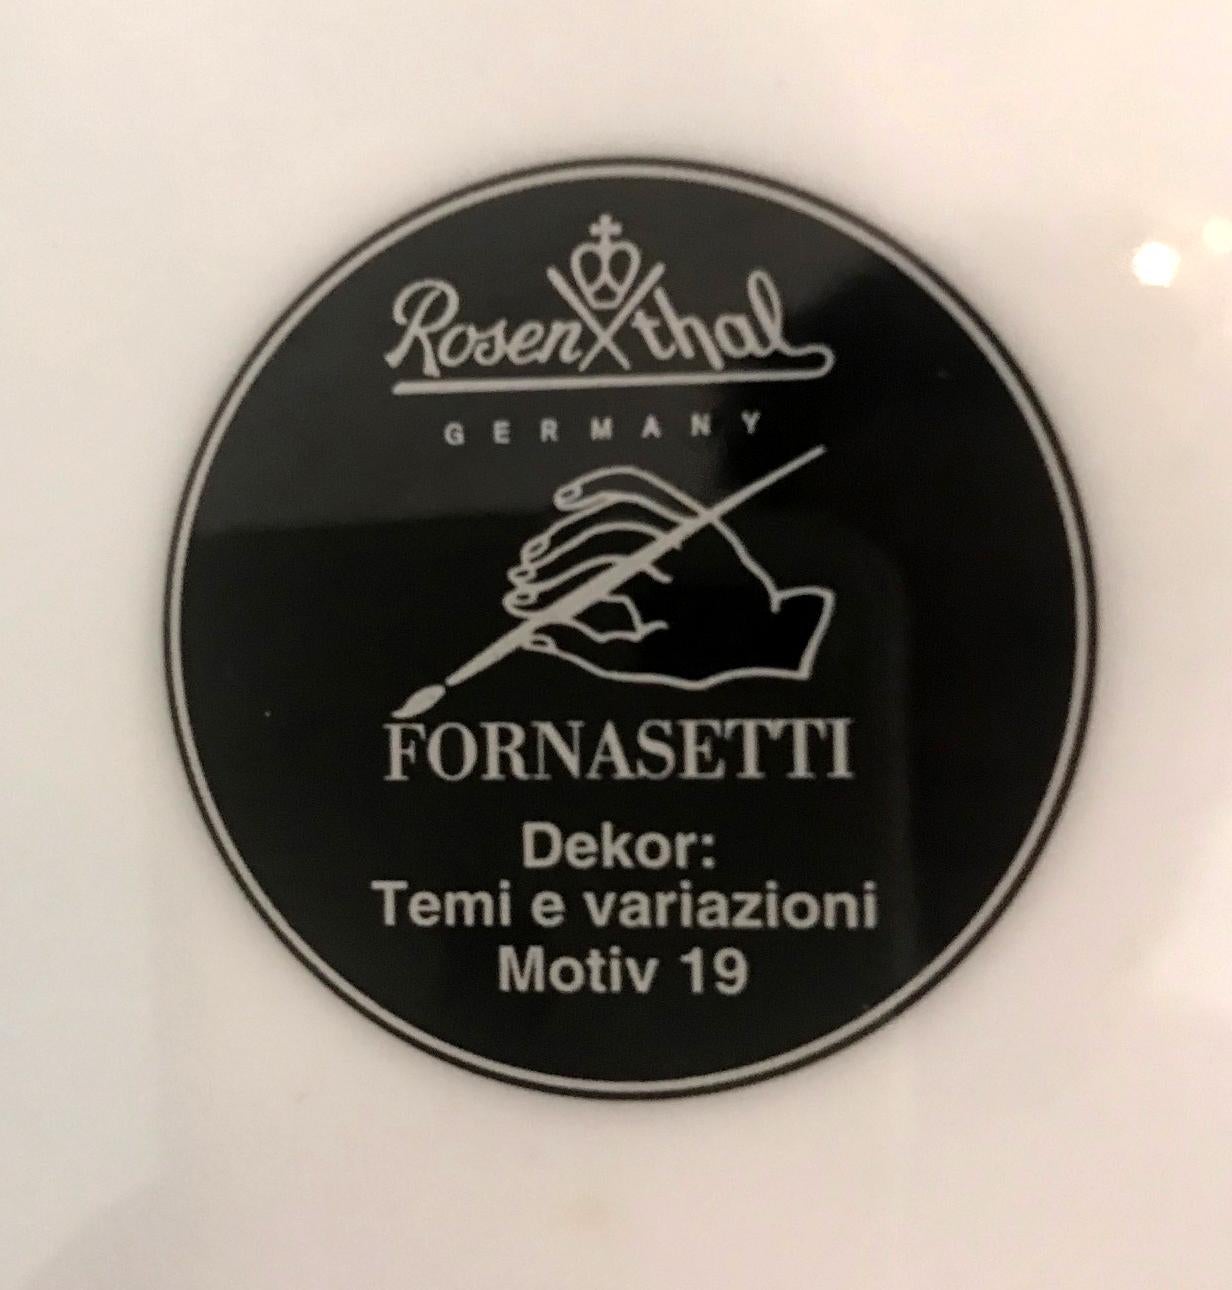 Rosenthal
GERMANY
FORNASETTI
Dekor:
Temi e variazioni
Motiv 19